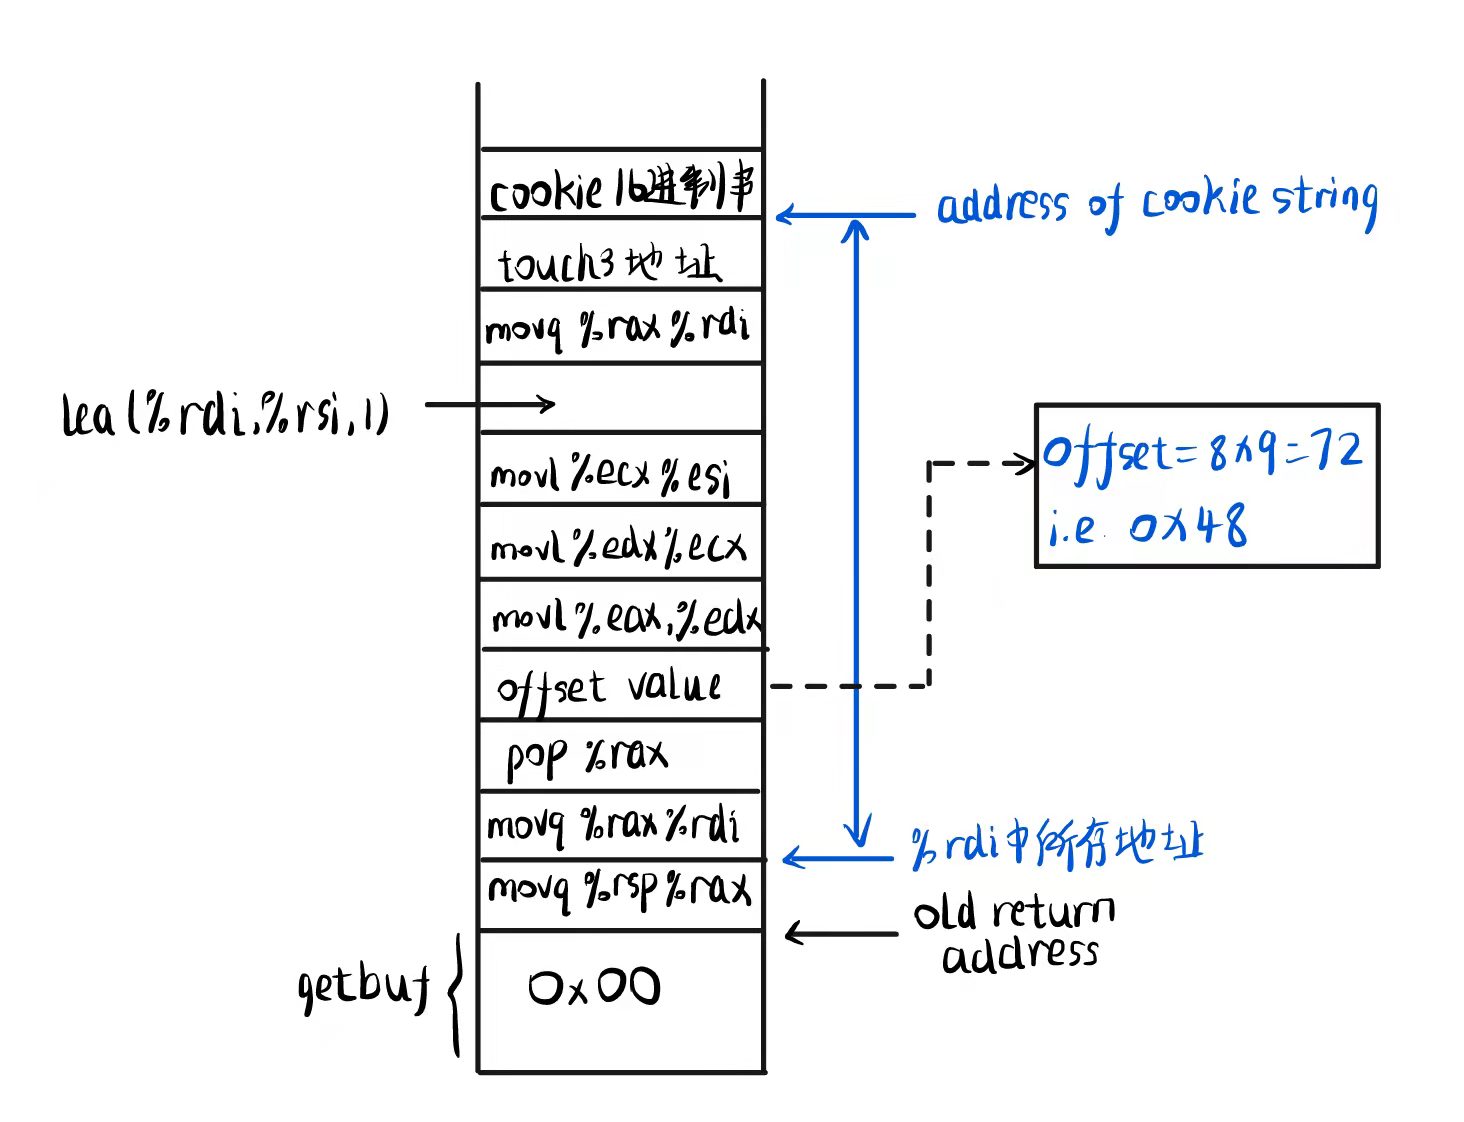 cookie 16进制串
address of cookie string
touch3 地址
movq %rax %rdi
lea (%rdi,%rsi,1)
offset = 8×9=72
i.e. 0x48
movl %ecx %esi
movl %edx %ecx
movl %eax, %edx
offset value
pop %rax
movq %rax %rdi
%rdi中所存地址
movq %rsp %rax
old return
address
getbuf
0x00